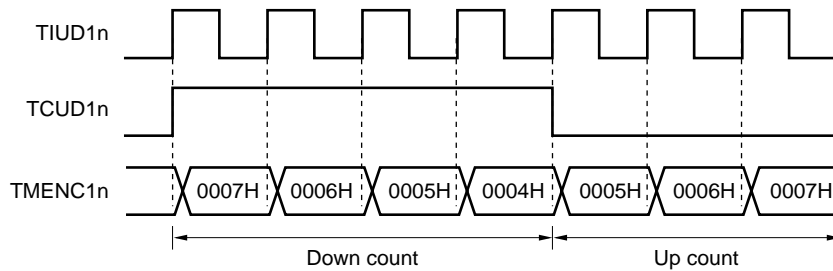 TIUD1n
TCUD1n
TMENC1n 0007H 0006H 0005H 0004H 0005H 0006H 0007H
Down count Up count